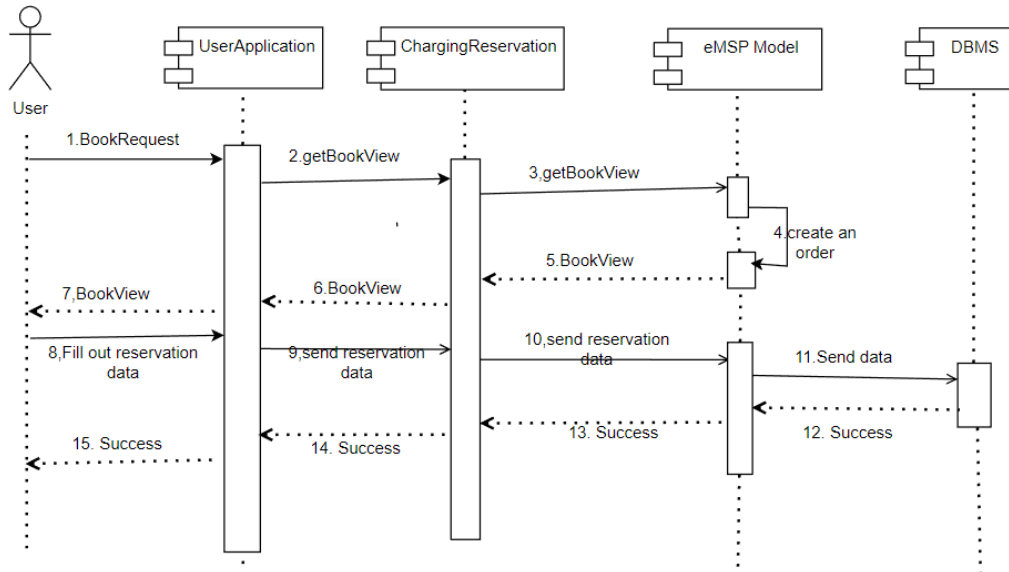 UserApplication
ChargingReservation
eMSP Model
DBMS
User
1.BookRequest
2.getBookView
3,getBookView
4.create an
order
5.BookView
6.BookView
7,BookView
8,Fill out reservation
data
9,send reservation
data
10,send reservation
data
11.Send data
12. Success
13. Success
14. Success
15. Success